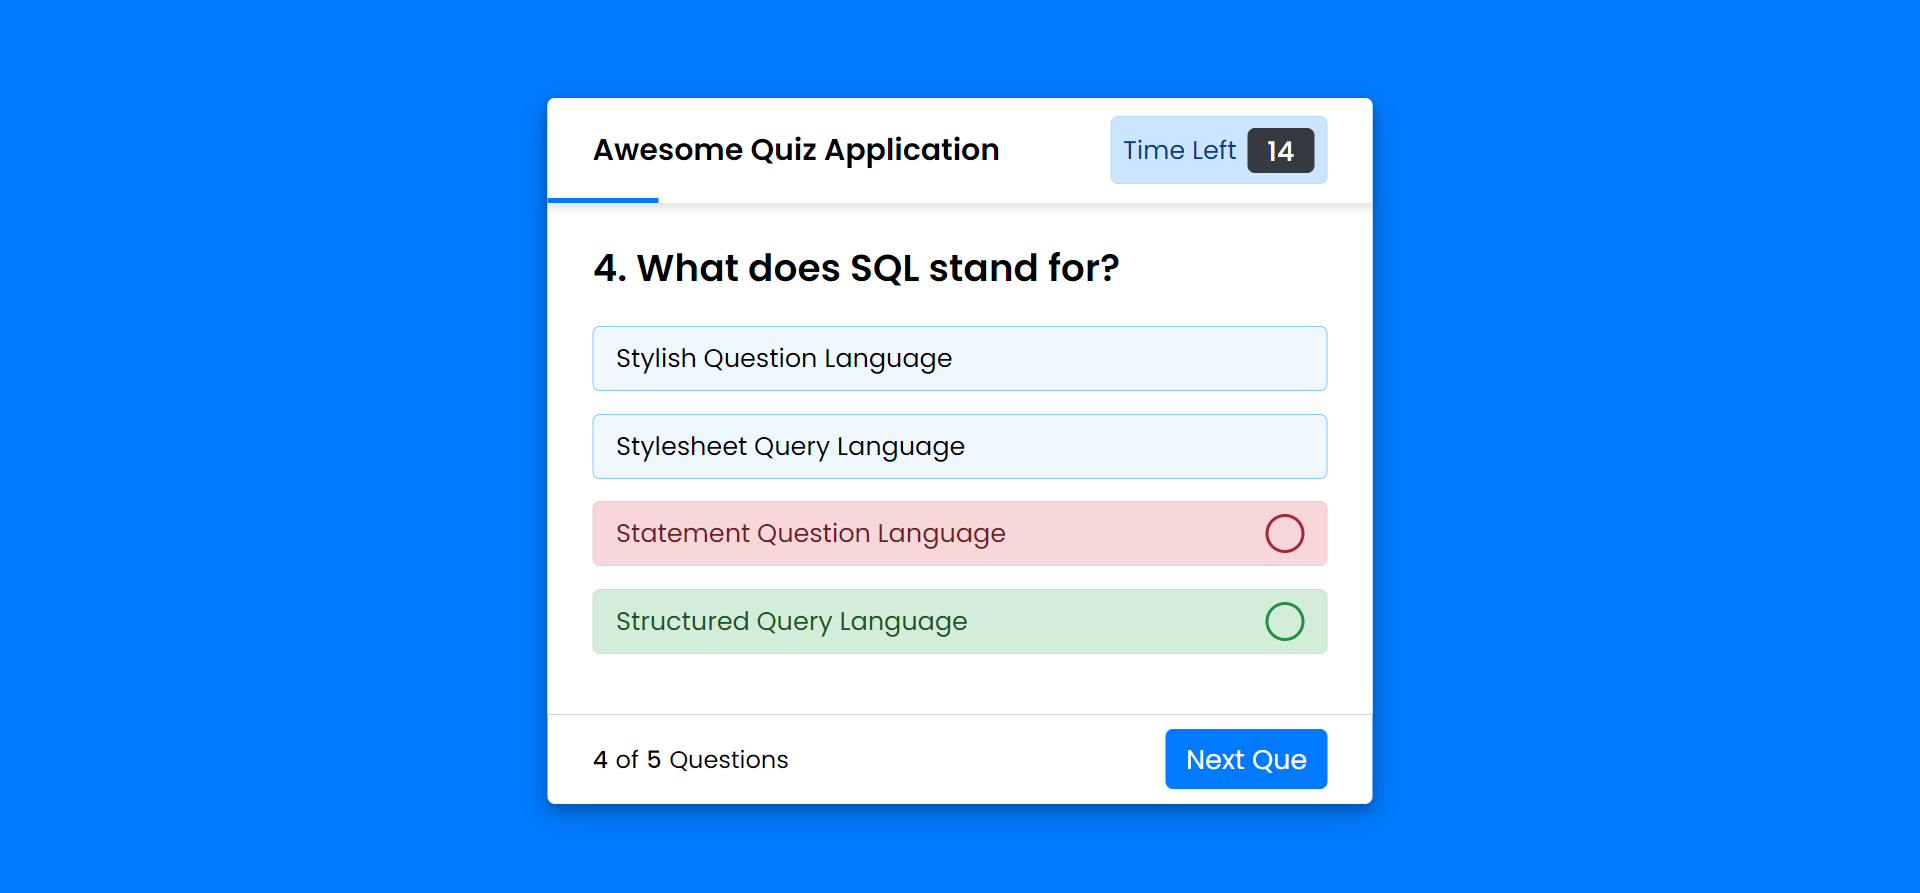 Awesome Quiz Application
Time Left 14
4. What does SQL stand for?
Stylish Question Language
Stylesheet Query Language
Statement Question Language
Structured Query Language
4 of 5 Questions
Next Que